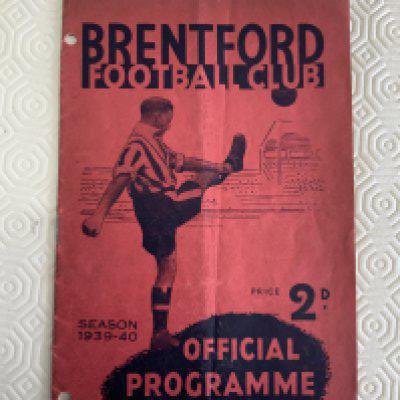 BRENTFORD
FOOTBALL CLUB
PRICE 2D.
SEASON
1939-40
OFFICIAL
PROGRAMME